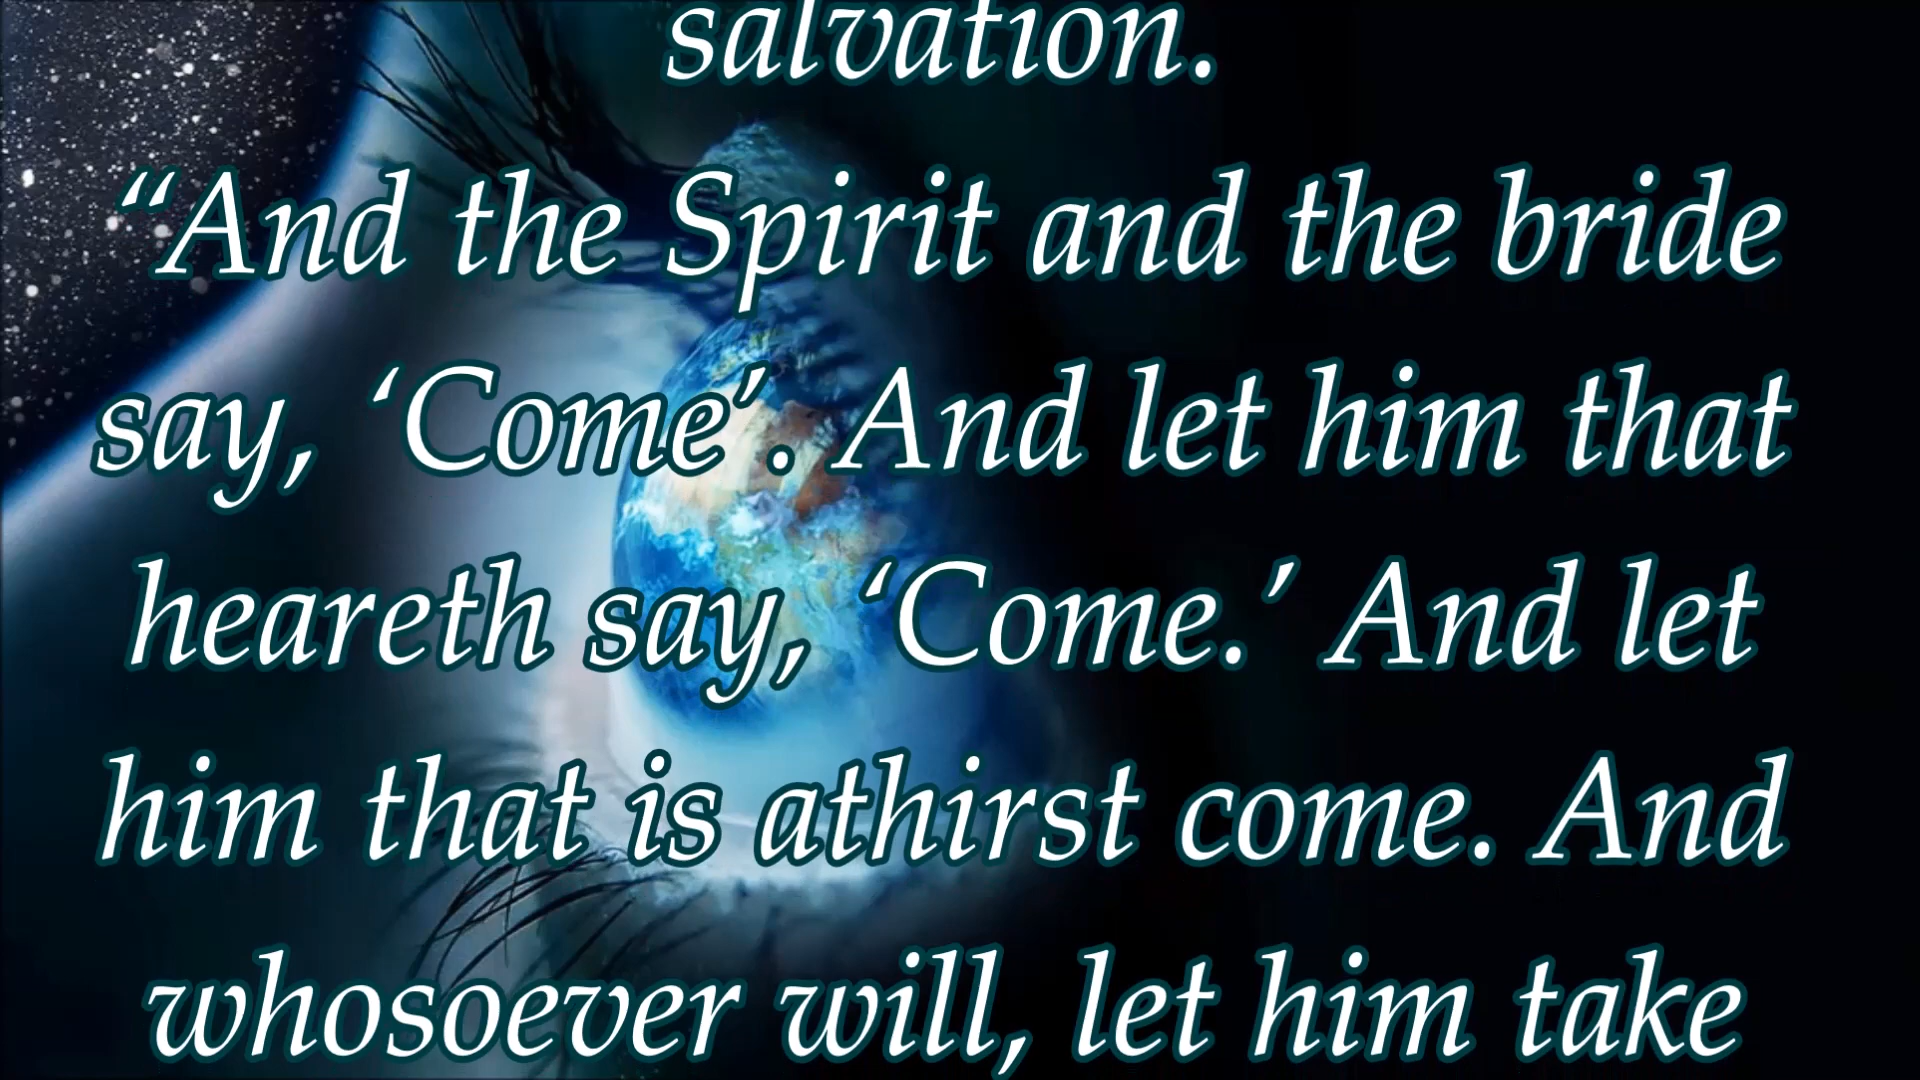 salvation.
“And the Spirit and the bride
say, ‘Come’. And let him that
heareth say, ‘Come.’ And let
him that is athirst come. And
whosoever will, let him take